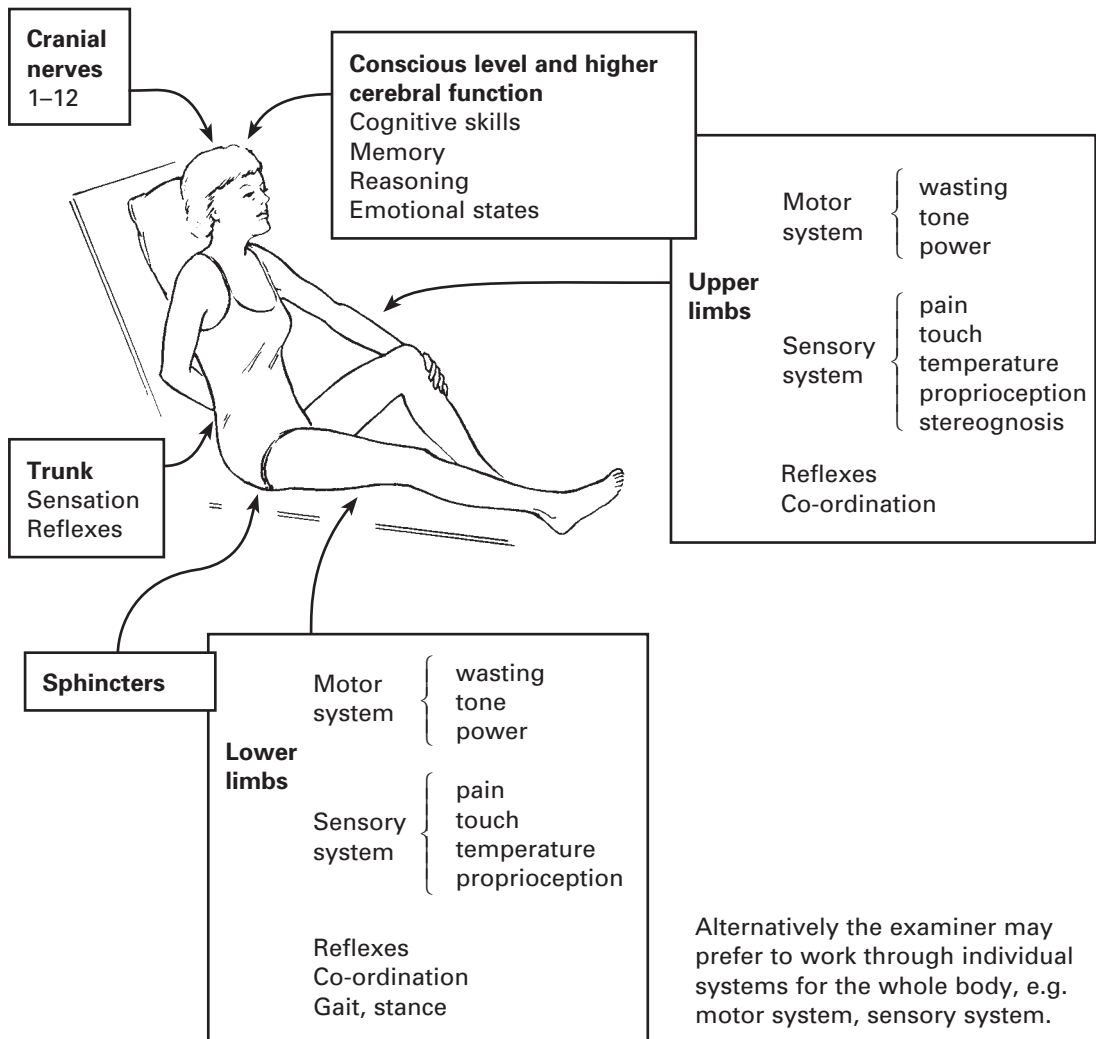 Cranial
nerves
1–12
Conscious level and higher
cerebral function
Cognitive skills
Memory
Reasoning
Emotional states
Upper
limbs
Motor
system
wasting
tone
power
Sensory
system
pain
touch
temperature
proprioception
stereognosis
Reflexes
Co-ordination
Trunk
Sensation
Reflexes
Sphincters
Lower
limbs
Motor
system
wasting
tone
power
Sensory
system
pain
touch
temperature
proprioception
Reflexes
Co-ordination
Gait, stance
Alternatively the examiner may
prefer to work through individual
systems for the whole body, e.g.
motor system, sensory system.